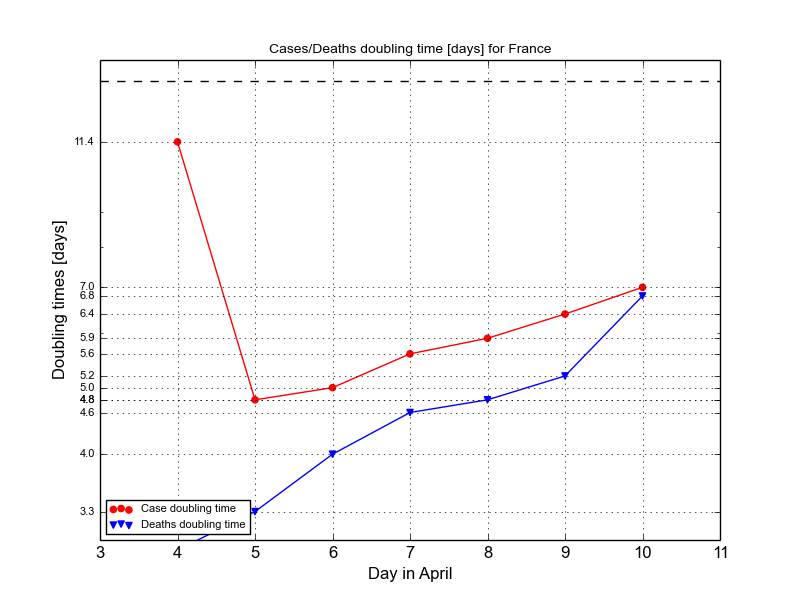 Cases/Deaths doubling time [days] for France
Doubling times [days]
11.4
7.0
6.8
6.4
5.9
5.6
5.2
5.0
4.8
4.6
4.0
3.3
Case doubling time
Deaths doubling time
3 4 5 6 7 8 9 10 11
Day in April